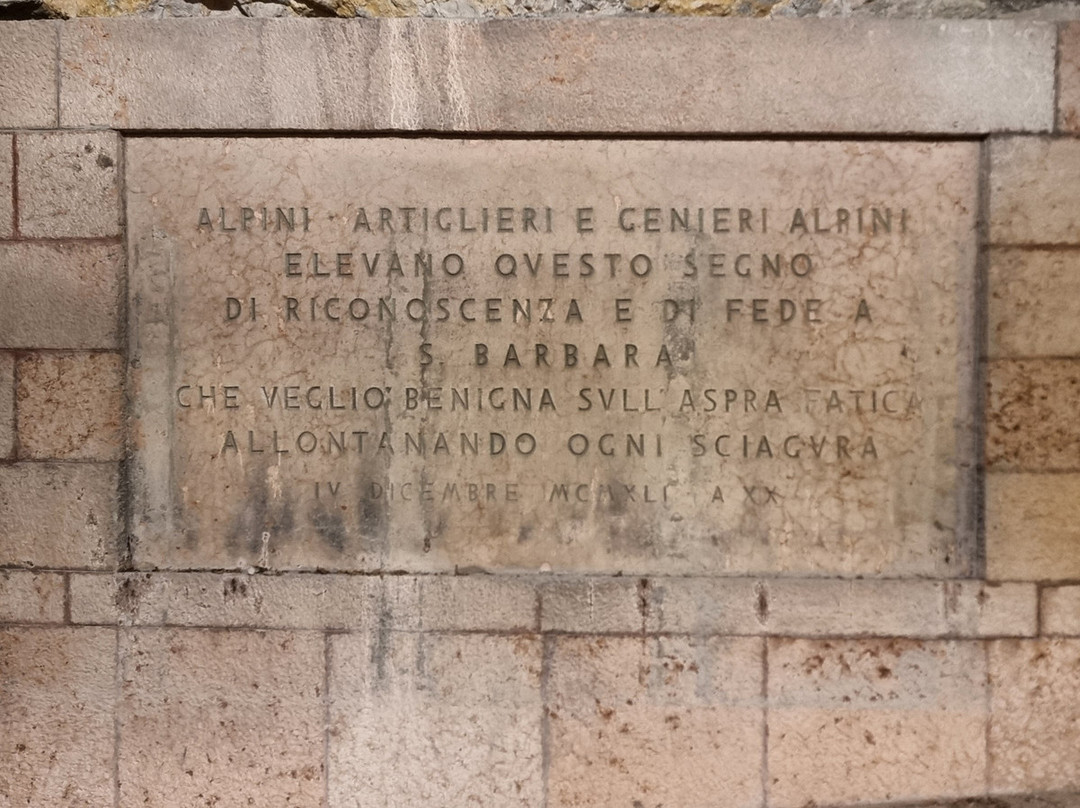 ALPINI ARTIGLIERI E GENIERI ALPINI
ELEVANO QVESTO SEGNO
DI RICONOSCENZA E DI FEDE A
S. BARBARA
CHE VEGLIO' BENIGNA SVLL'ASPRA FATICA
ALLONTANANDO OGNI SCIAGVRA
IV DICEMBRE MCMXLI A XX